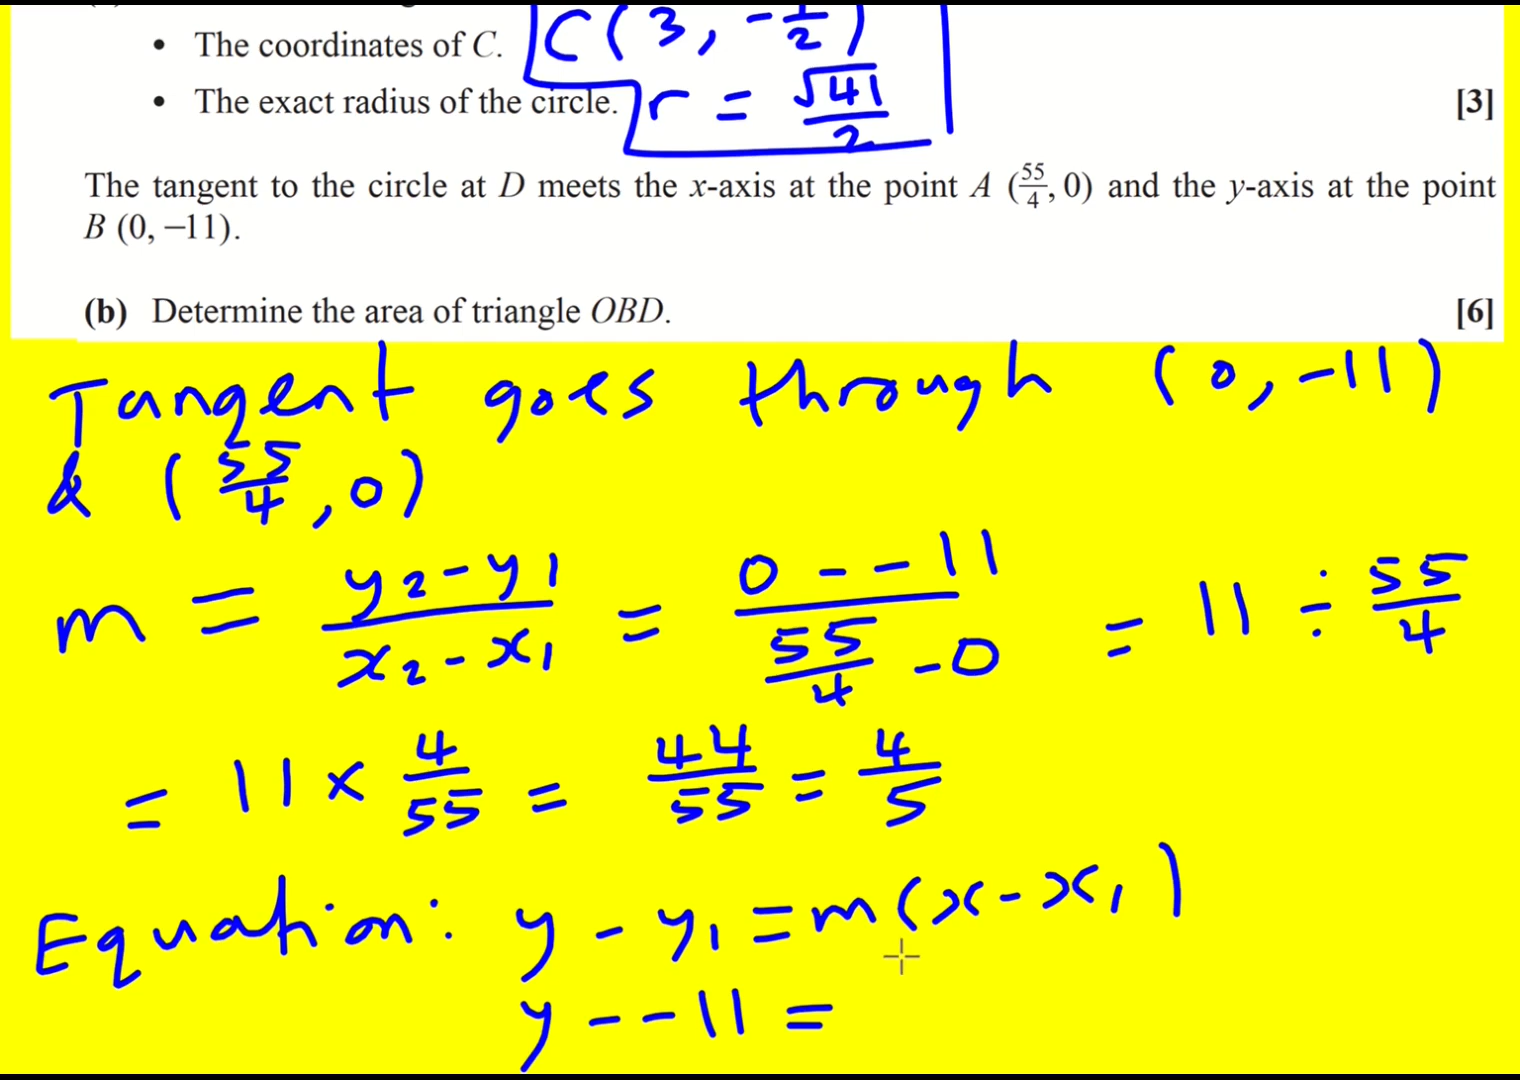 • The coordinates of C. C(3, -1/2)
• The exact radius of the circle. r = √41/2 [3]
The tangent to the circle at D meets the x-axis at the point A (55/4, 0) and the y-axis at the point
B (0, −11).
(b) Determine the area of triangle OBD. [6]
Tangent goes through (0, -11)
& (55/4, 0)
m = y2-y1/x2-x1 = 0--11/55/4-0 = 11 ÷ 55/4
= 11 × 4/55 = 44/55 = 4/5
Equation: y - y1 = m(x - x1)
y --11 =